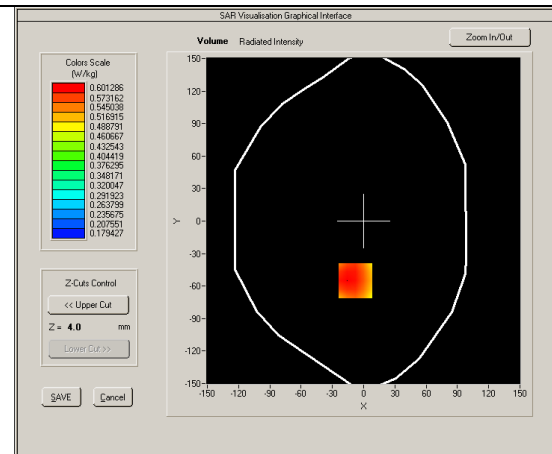 SAR Visualisation Graphical Interface
Volume Radiated Intensity
Zoom In/Out
Colors Scale
(W/kg)
0.601286
0.573162
0.545038
0.516915
0.488791
0.460667
0.432543
0.404419
0.376295
0.348171
0.320047
0.291923
0.263799
0.235675
0.207551
0.179427
Z-Cuts Control
<< Upper Cut
Z = 4.0 mm
Lower Cut >>
SAVE Cancel
150
120
90
60
30
Y 0
-30
-60
-90
-120
-150
-150 -120 -90 -60 -30 0 30 60 90 120 150
X